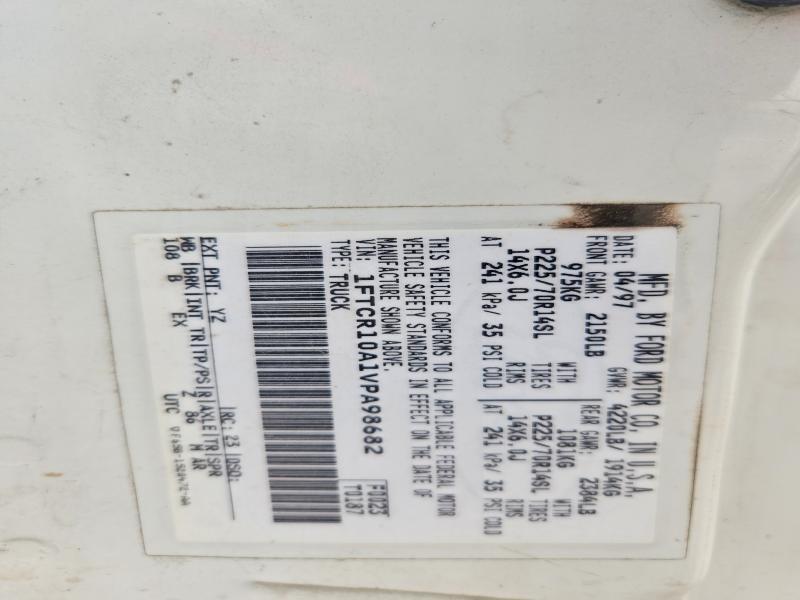 MFD. BY FORD MOTOR CO. IN U.S.A.
DATE: 04/97 GVWR: 4220LB/ 1914KG
FRONT GAWR: 2150LB REAR GAWR: 2384LB
975KG WITH 1081KG WITH
P225/70R14SL TIRES P225/70R14SL TIRES
14X6.0J RIMS 14X6.0J RIMS
AT 241 kPa/ 35 PSI COLD AT 241 kPa/ 35 PSI COLD
THIS VEHICLE CONFORMS TO ALL APPLICABLE FEDERAL MOTOR
VEHICLE SAFETY STANDARDS IN EFFECT ON THE DATE OF
MANUFACTURE SHOWN ABOVE.
VIN: 1FTCR10A1VPA98682
TYPE: TRUCK
F0023
T0187
EXT PNT: YZ RC: 23 DSO:
WB BRK INT TR TP/PS R AXLE TR SPR
108 B EX Z 86 M AR
UTC